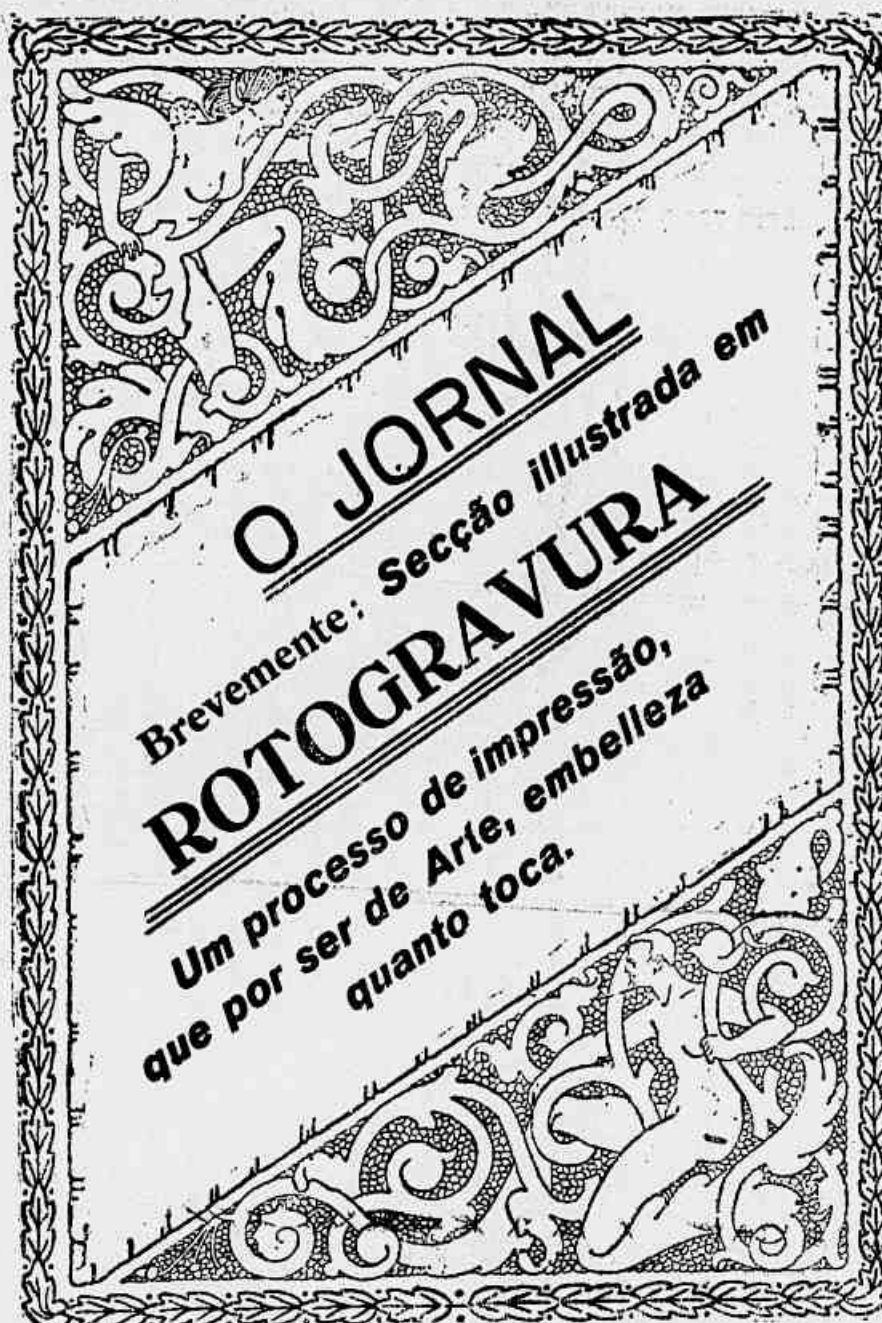 O JORNAL
Brevemente: Secção illustrada em
ROTOGRAVURA
Um processo de impressão,
que por ser de Arte, embelleza
quanto toca.